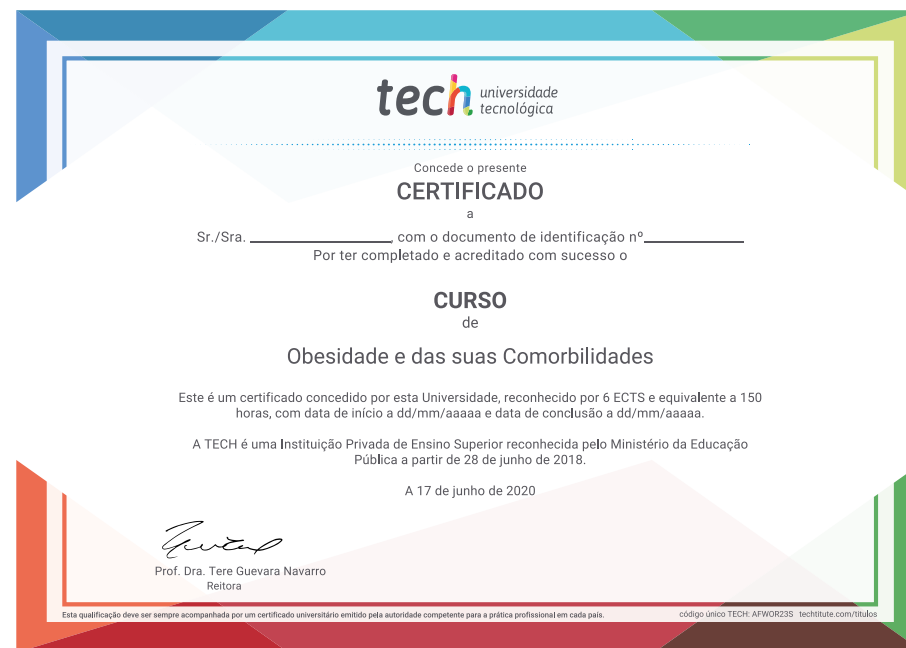 tech universidade
tecnológica
Concede o presente
CERTIFICADO
a
Sr./Sra. ____________________, com o documento de identificação nº______________
Por ter completado e acreditado com sucesso o
CURSO
de
Obesidade e das suas Comorbilidades
Este é um certificado concedido por esta Universidade, reconhecido por 6 ECTS e equivalente a 150
horas, com data de início a dd/mm/aaaaa e data de conclusão a dd/mm/aaaaa.
A TECH é uma Instituição Privada de Ensino Superior reconhecida pelo Ministério da Educação
Pública a partir de 28 de junho de 2018.
A 17 de junho de 2020
Prof. Dra. Tere Guevara Navarro
Reitora
Esta qualificação deve ser sempre acompanhada por um certificado universitário emitido pela autoridade competente para a prática profissional em cada país.
código único TECH: AFWOR23S techtitute.com/titulos